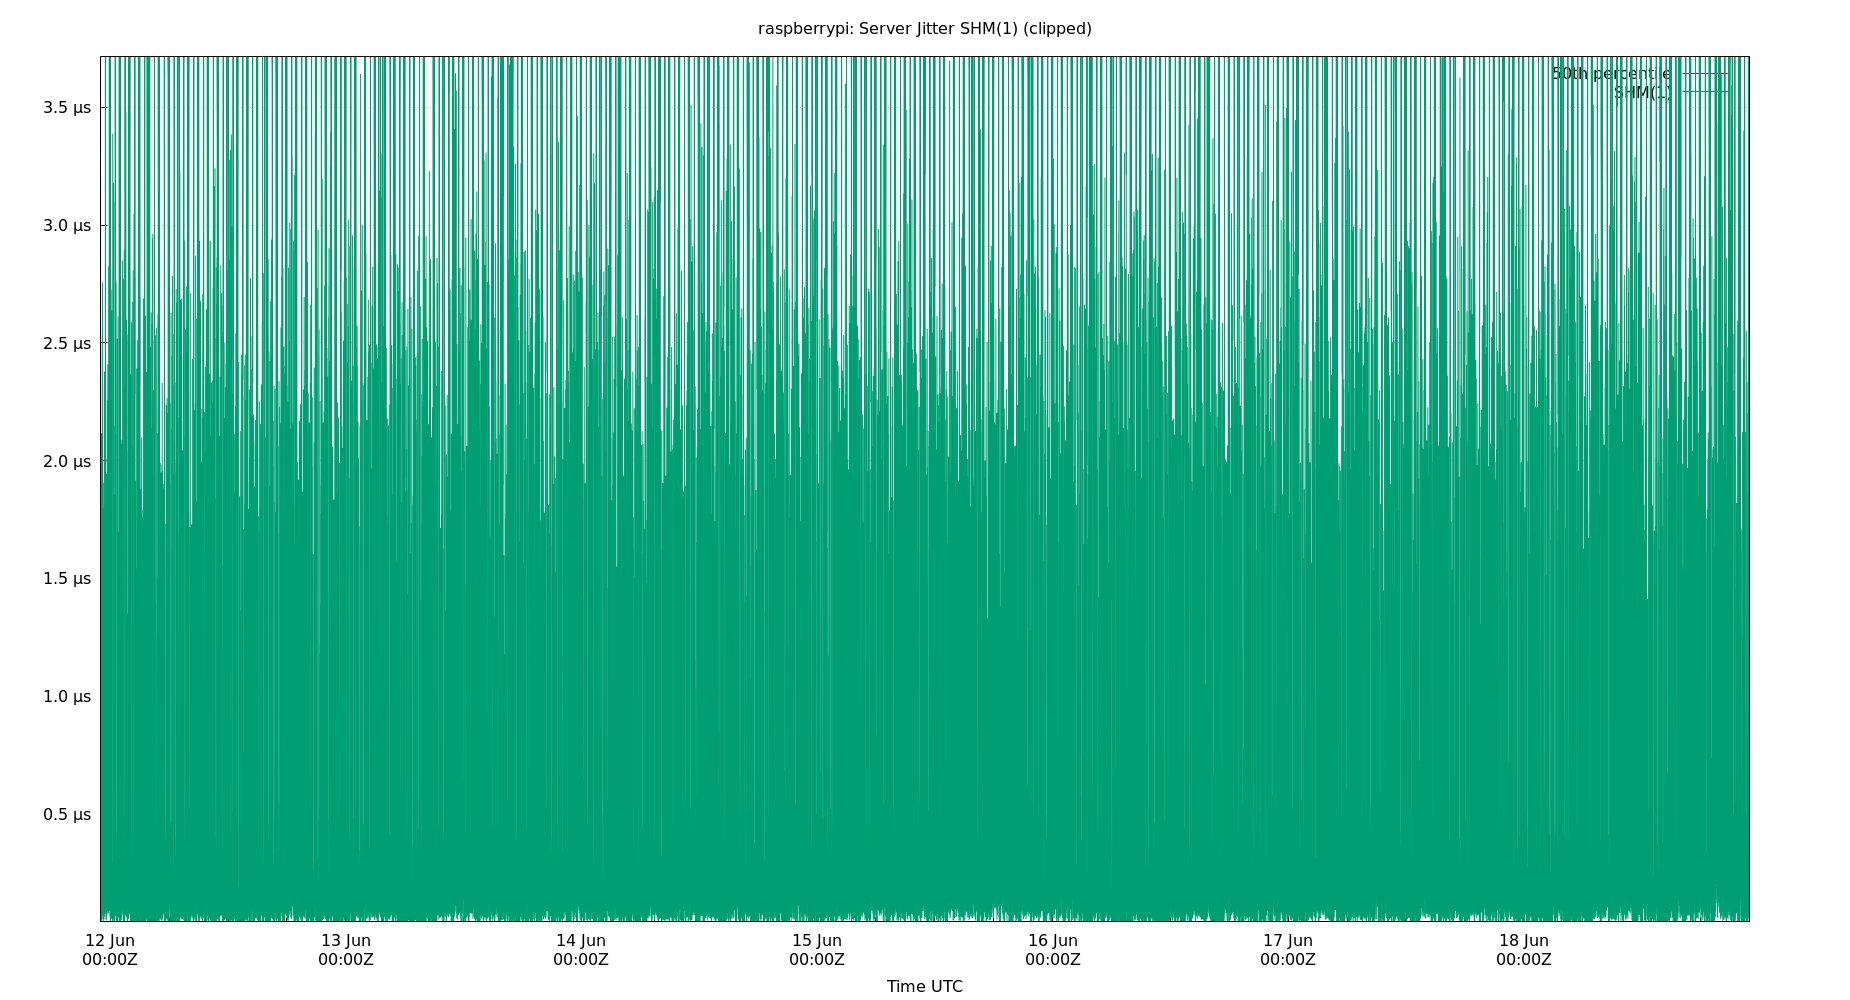 raspberrypi: Server Jitter SHM(1) (clipped)
50th percentile
SHM(1)
3.5 µs
3.0 µs
2.5 µs
2.0 µs
1.5 µs
1.0 µs
0.5 µs
12 Jun 13 Jun 14 Jun 15 Jun 16 Jun 17 Jun 18 Jun
00:00Z 00:00Z 00:00Z 00:00Z 00:00Z 00:00Z 00:00Z
Time UTC